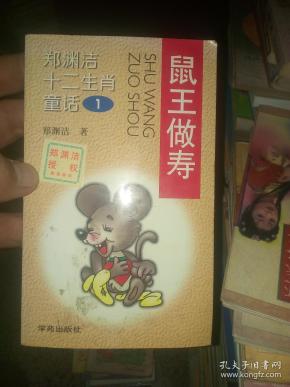 郑渊洁
十二生肖
童话 1
郑渊洁 著
SHU WANG
ZUO SHOU
鼠王做寿
郑渊洁
授权
学苑出版社
孔夫子旧书网